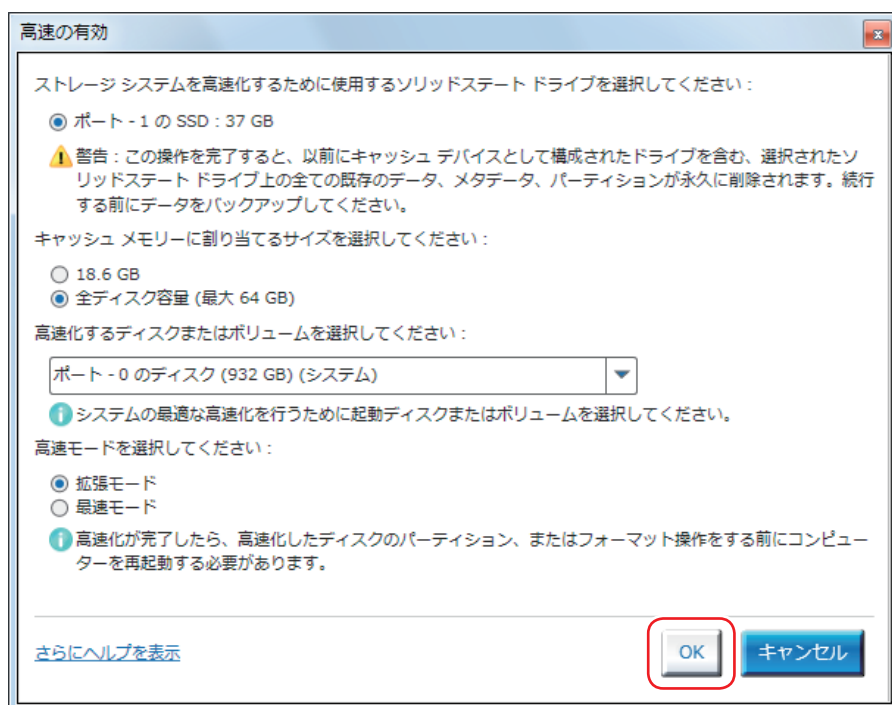 高速の有効
ストレージ システムを高速化するために使用するソリッドステート ドライブを選択してください：
ポート - 1 の SSD : 37 GB
警告：この操作を完了すると、以前にキャッシュ デバイスとして構成されたドライブを含む、選択されたソ
リッドステート ドライブ上の全ての既存のデータ、メタデータ、パーティションが永久に削除されます。続行
する前にデータをバックアップしてください。
キャッシュ メモリーに割り当てるサイズを選択してください：
18.6 GB
全ディスク容量 (最大 64 GB)
高速化するディスクまたはボリュームを選択してください：
ポート - 0 のディスク (932 GB) (システム)
システムの最適な高速化を行うために起動ディスクまたはボリュームを選択してください。
高速モードを選択してください：
拡張モード
最速モード
高速化が完了したら、高速化したディスクのパーティション、またはフォーマット操作をする前にコンピュー
ターを再起動する必要があります。
さらにヘルプを表示
OK
キャンセル